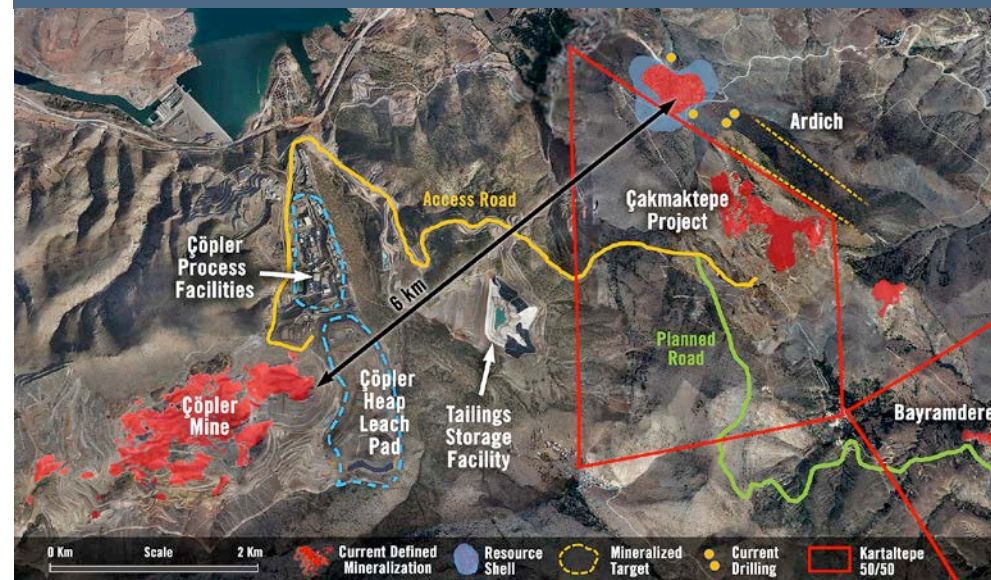 Ardich
Access Road
Çakmaktepe
Project
Çöpler
Process
Facilities
6 km
Planned
Road
Çöpler
Mine
Çöpler
Heap
Leach
Pad
Tailings
Storage
Facility
Bayramdere
0 Km
Scale
2 Km
Current Defined
Mineralization
Resource
Shell
Mineralized
Target
Current
Drilling
Kartaltepe
50/50